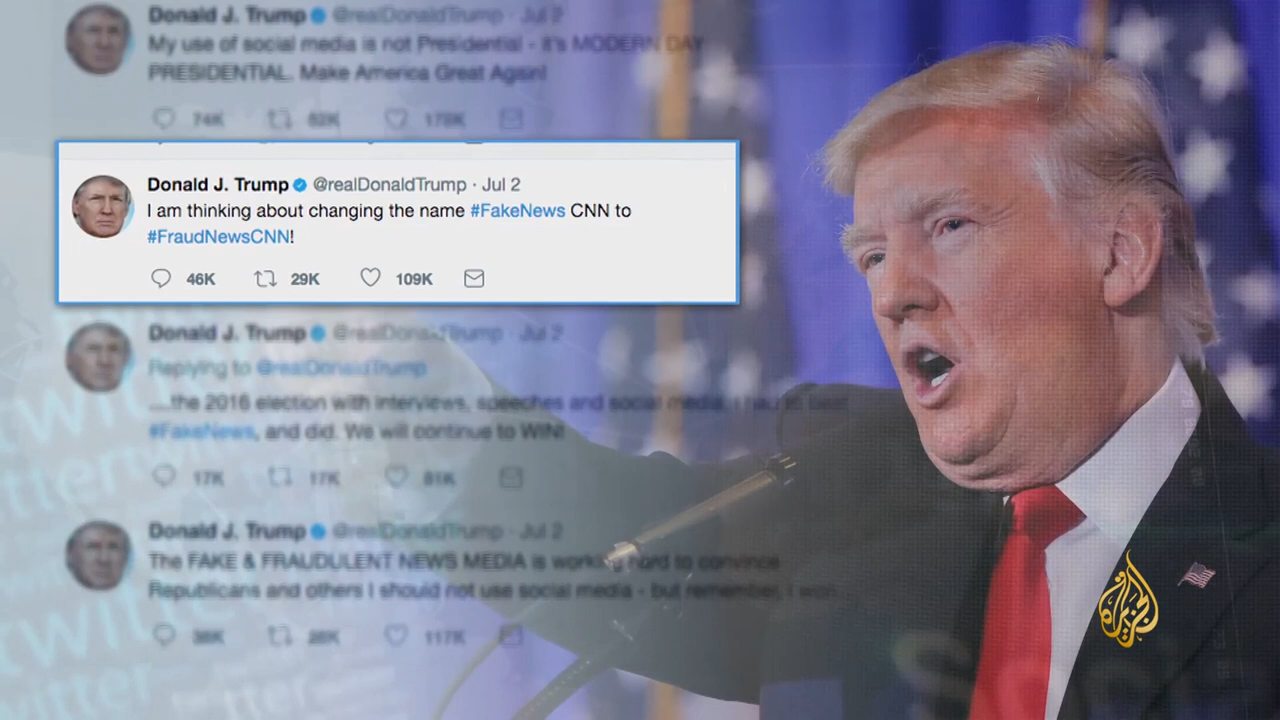 Donald J. Trump @realDonaldTrump · Jul 2
My use of social media is not Presidential - it's MODERN DAY
PRESIDENTIAL. Make America Great Again!
74K 178K
Donald J. Trump @realDonaldTrump · Jul 2
I am thinking about changing the name #FakeNews CNN to
#FraudNewsCNN!
46K 29K 109K
Donald J. Trump @realDonaldTrump · Jul 2
Replying to @realDonaldTrump
....the 2016 election with interviews, speeches and social media. I had to beat
#FakeNews, and did. We will continue to WIN!
17K 17K 81K
Donald J. Trump @realDonaldTrump · Jul 2
The FAKE & FRAUDULENT NEWS MEDIA is working hard to convince
Republicans and others I should not use social media - but remember, I won
117K
twitter
الجزيرة